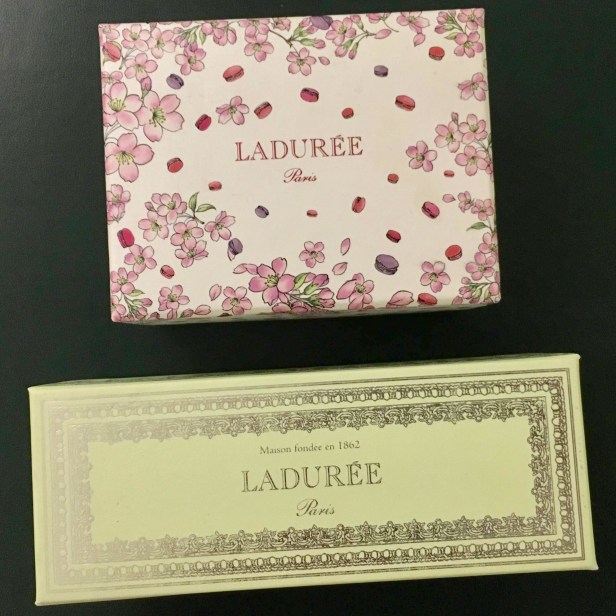 LADURÉE
Paris
Maison fondée en 1862
LADURÉE
Paris